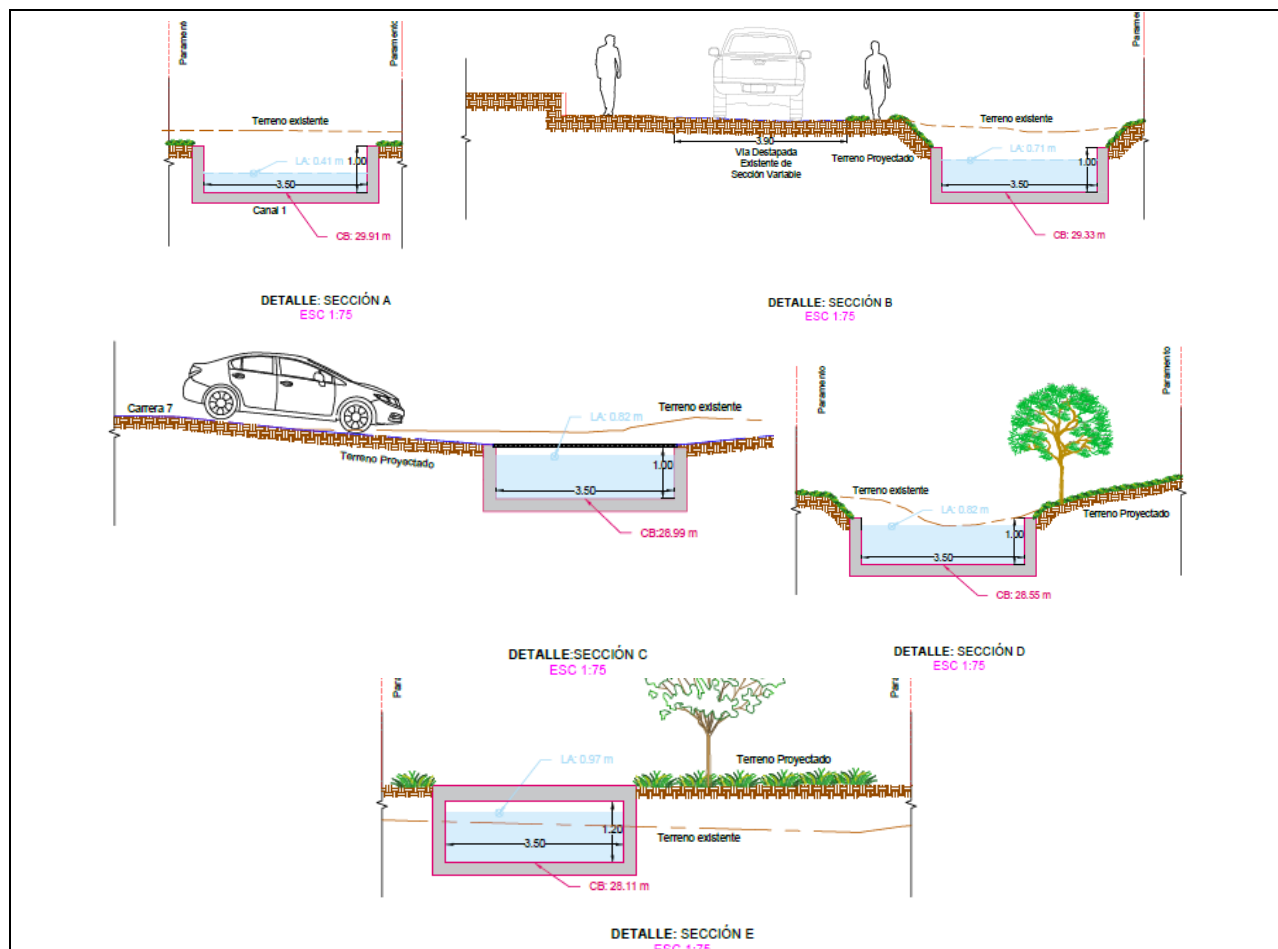 Paramento
Paramento
Terreno existente
LA: 0.41 m
1.00
3.50
Canal 1
CB: 29.91 m
DETALLE: SECCIÓN A
ESC 1:75
Terreno existente
3.90
Vía Destapada
Existente de
Sección Variable
Terreno Proyectado
LA: 0.71 m
1.00
3.50
CB: 29.33 m
DETALLE: SECCIÓN B
ESC 1:75
Carrera 7
Terreno Proyectado
LA: 0.82 m
Terreno existente
1.00
3.50
CB:28.99 m
DETALLE:SECCIÓN C
ESC 1:75
Paramento
Paramento
Terreno existente
LA: 0.82 m
Terreno Proyectado
1.00
3.50
CB: 28.55 m
DETALLE: SECCIÓN D
ESC 1:75
LA: 0.97 m
Terreno Proyectado
1.20
3.50
Terreno existente
CB: 28.11 m
DETALLE: SECCIÓN E
ESC 1:75